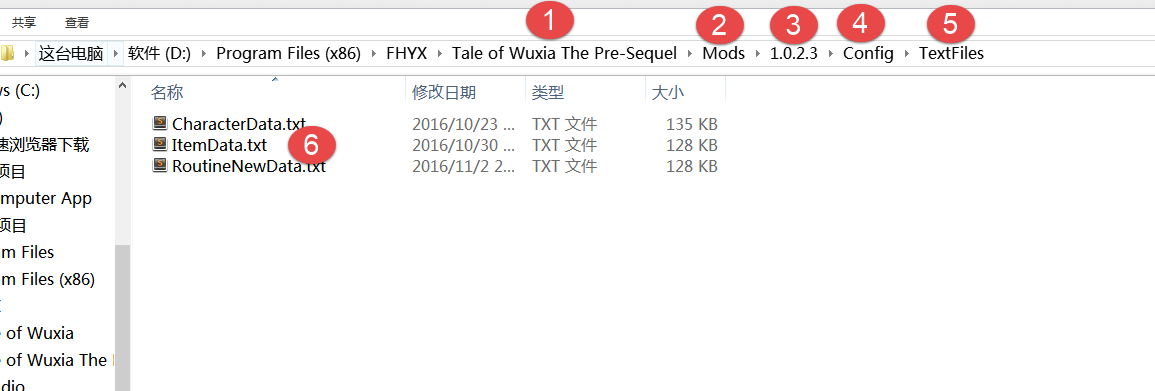 共享 查看
1 2 3 4 5
这台电脑 软件 (D:) Program Files (x86) FHYX Tale of Wuxia The Pre-Sequel Mods 1.0.2.3 Config TextFiles
名称 修改日期 类型 大小
CharacterData.txt 2016/10/23 ... TXT 文件 135 KB
ItemData.txt 6 2016/10/30 ... TXT 文件 128 KB
RoutineNewData.txt 2016/11/2 2... TXT 文件 128 KB
ws (C:)
)
速浏览器下载
项目
omputer App
项目
m Files
m Files (x86)
e of Wuxia
e of Wuxia The
dio